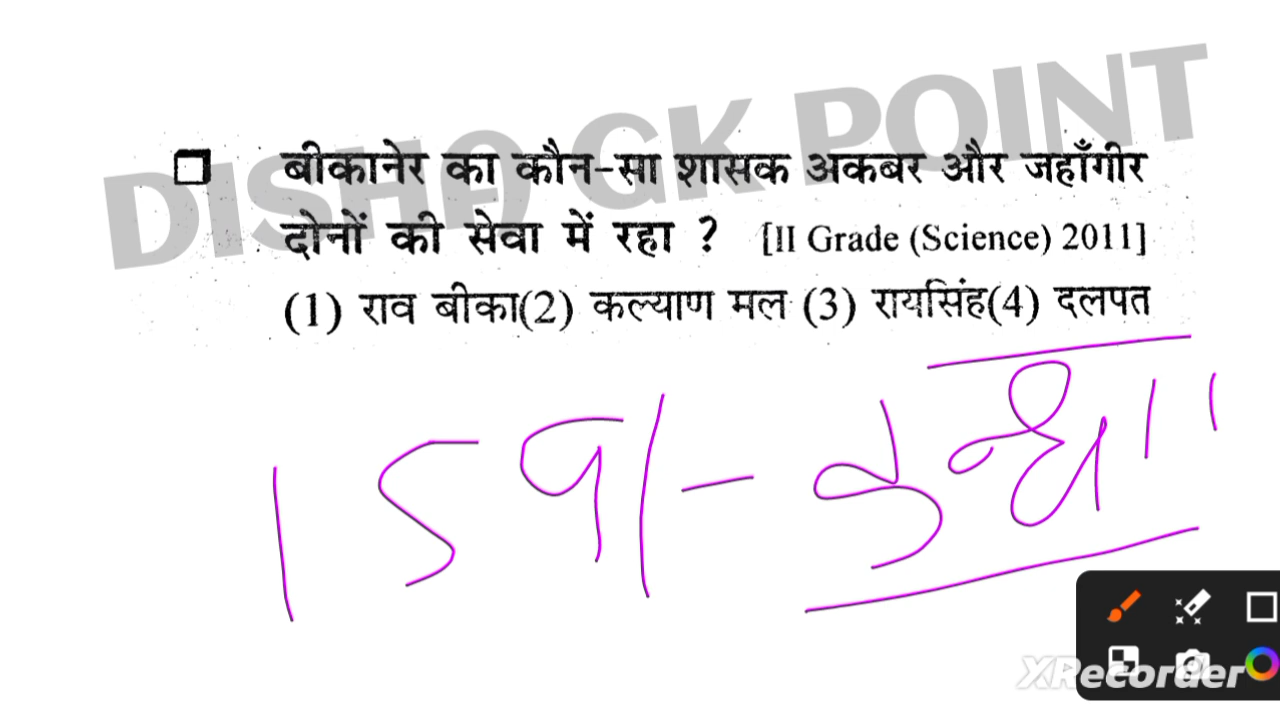 DISHA GK POINT
बीकानेर का कौन-सा शासक अकबर और जहाँगीर
दोनों की सेवा में रहा ? [II Grade (Science) 2011]
(1) राव बीका(2) कल्याण मल (3) रायसिंह(4) दलपत
XRecorder